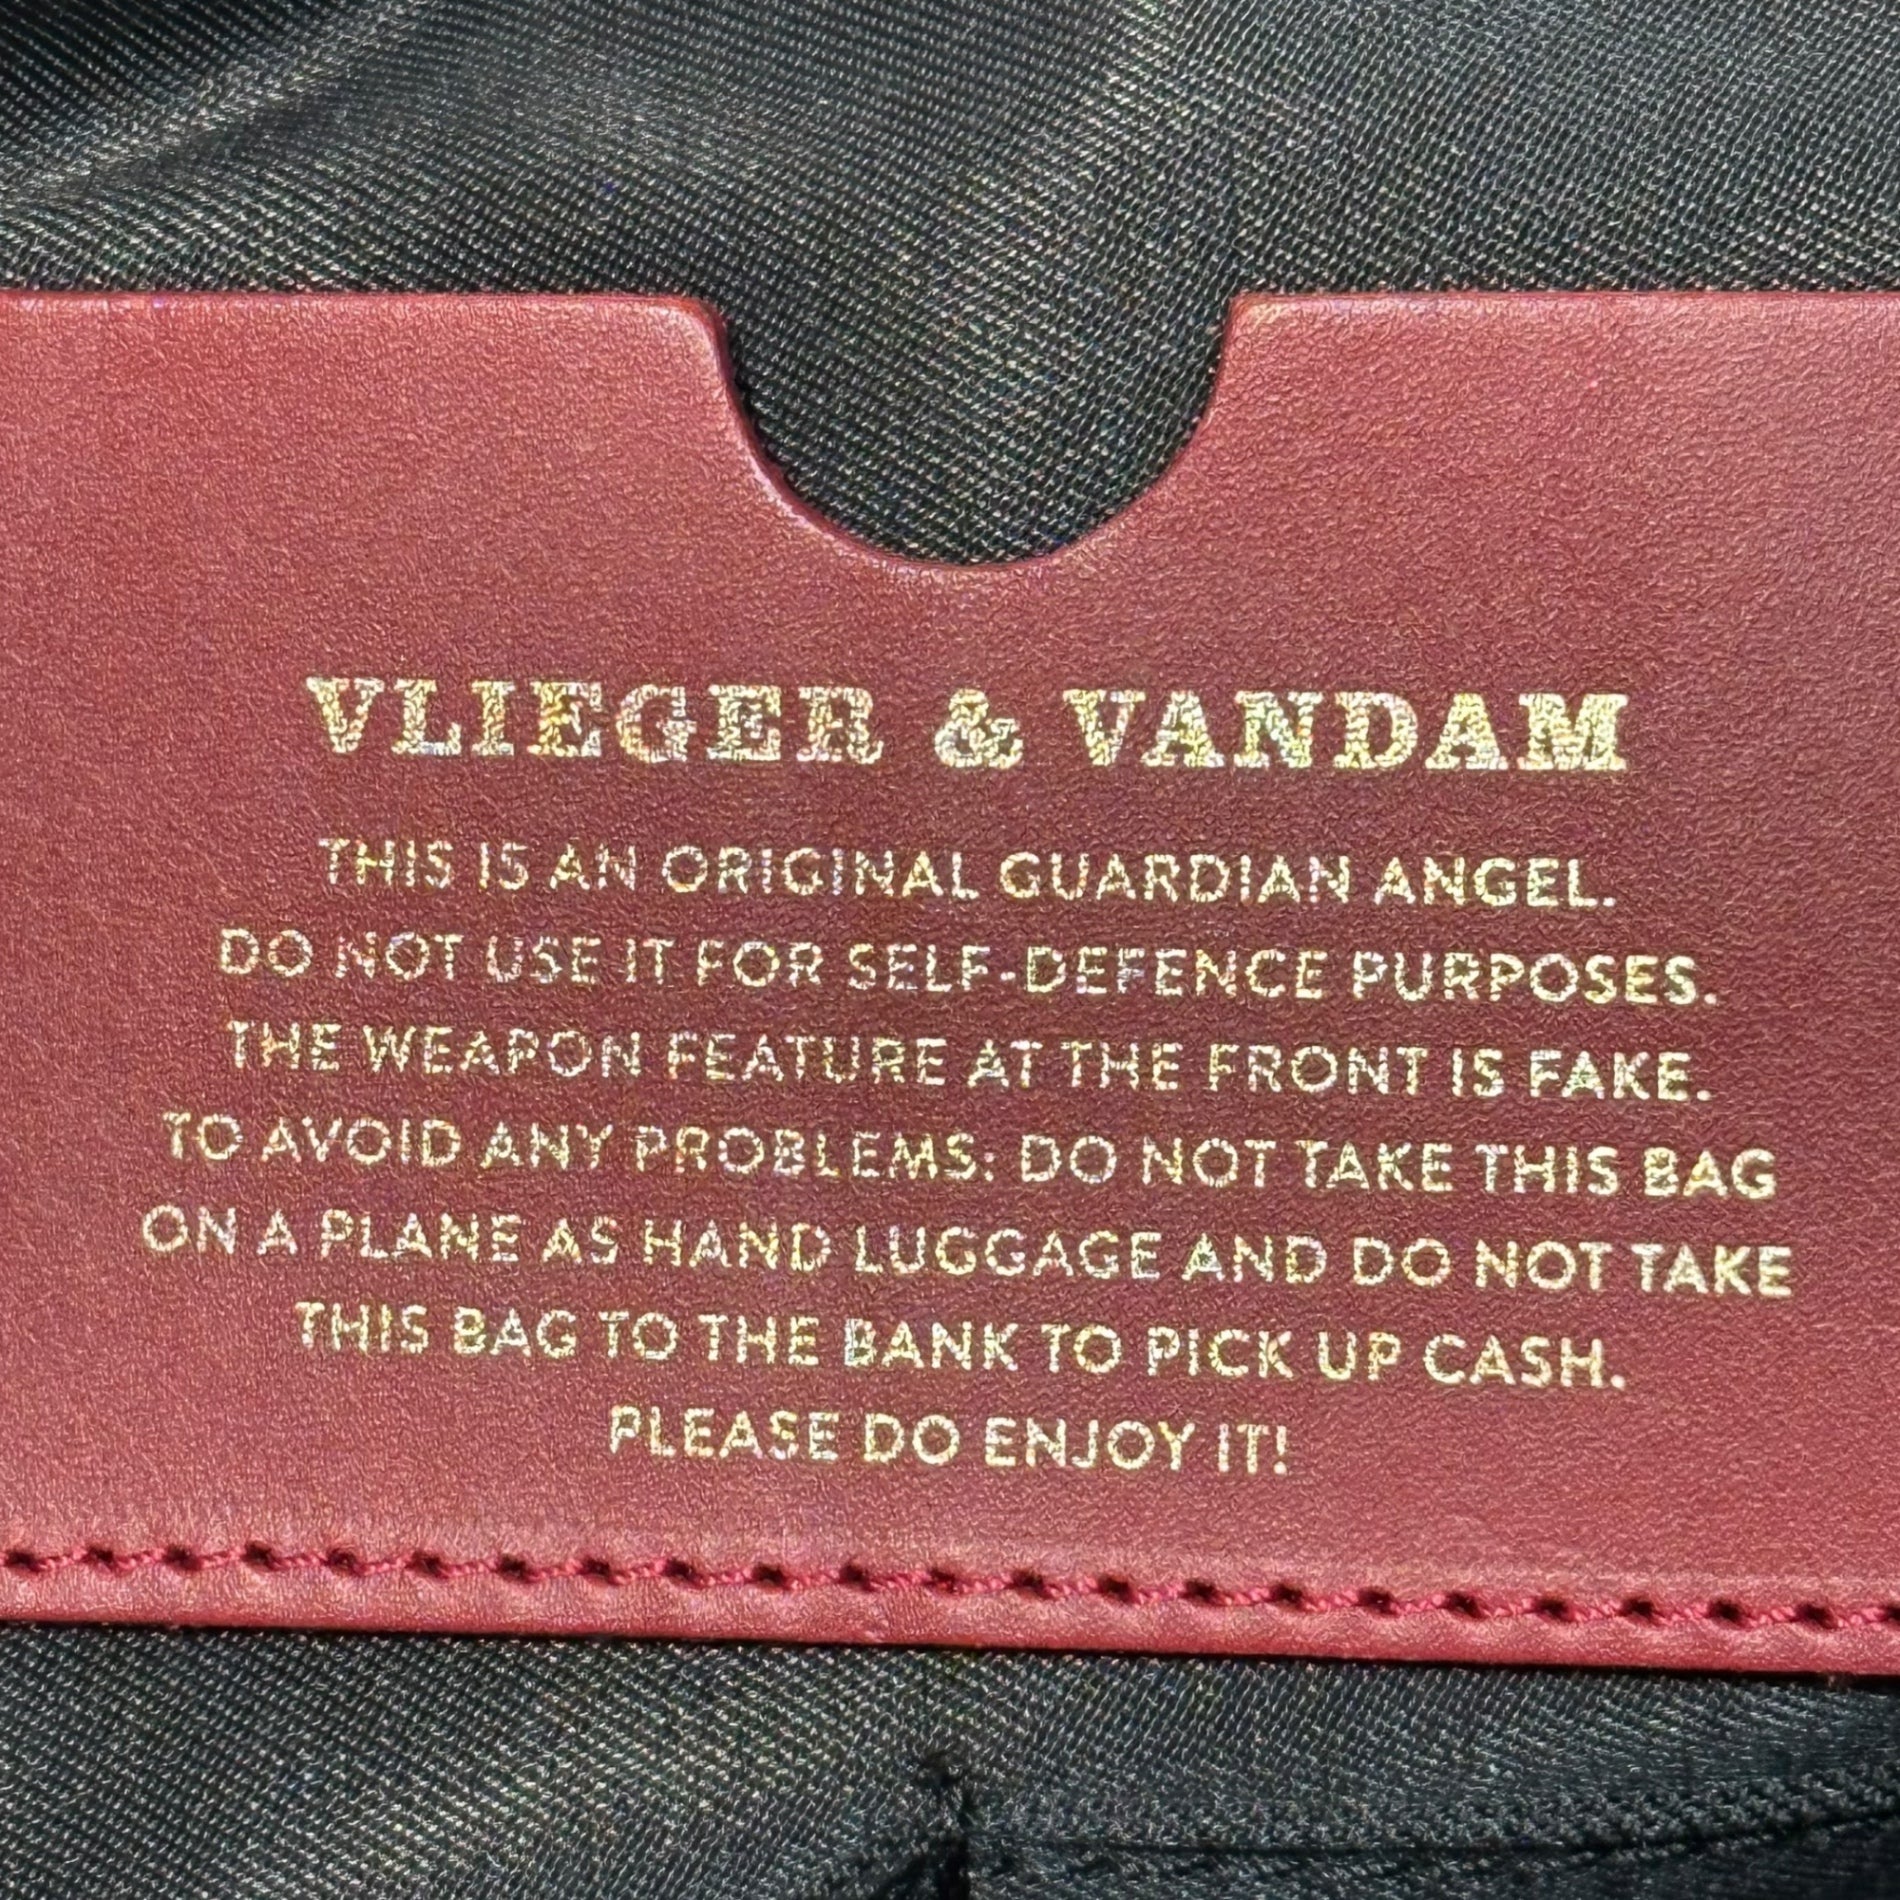 VLIEGER & VANDAM
THIS IS AN ORIGINAL GUARDIAN ANGEL.
DO NOT USE IT FOR SELF-DEFENCE PURPOSES.
THE WEAPON FEATURE AT THE FRONT IS FAKE.
TO AVOID ANY PROBLEMS: DO NOT TAKE THIS BAG
ON A PLANE AS HAND LUGGAGE AND DO NOT TAKE
THIS BAG TO THE BANK TO PICK UP CASH.
PLEASE DO ENJOY IT!